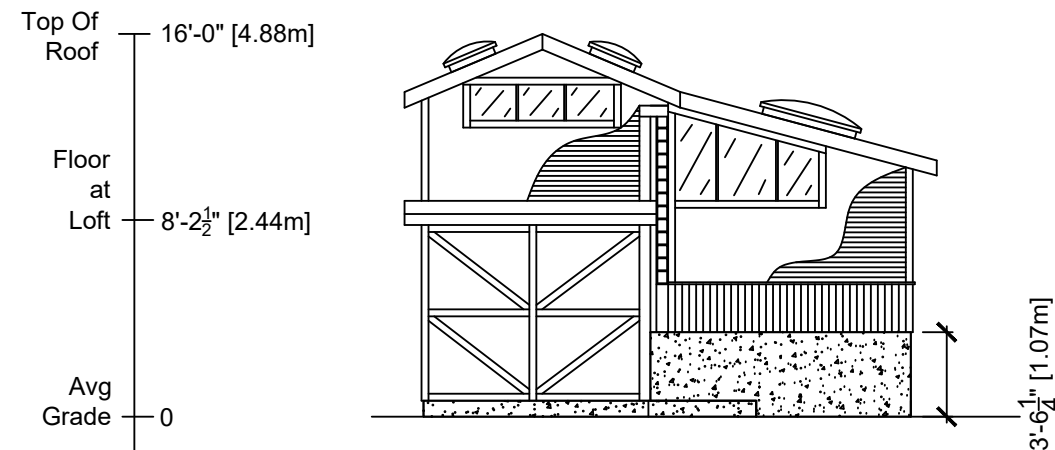 Top Of
Roof
16'-0" [4.88m]
Floor
at
Loft
8'-2½" [2.44m]
Avg
Grade
0
3'-6¼" [1.07m]